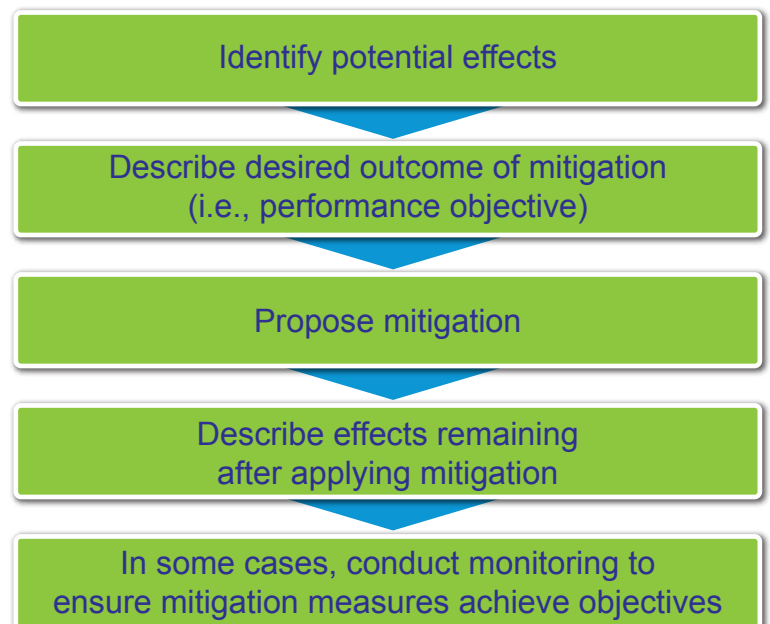 Identify potential effects
Describe desired outcome of mitigation
(i.e., performance objective)
Propose mitigation
Describe effects remaining
after applying mitigation
In some cases, conduct monitoring to
ensure mitigation measures achieve objectives